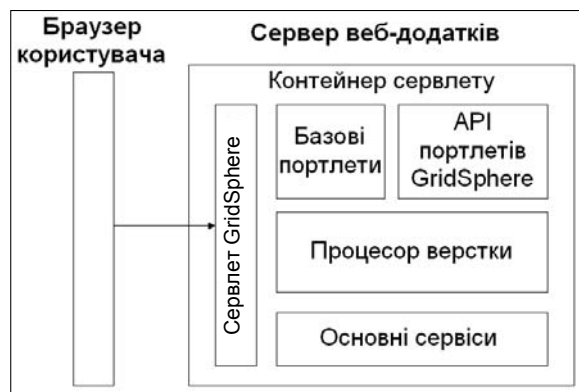 Браузер
користувача
Сервер веб-додатків
Контейнер сервлету
Сервлет GridSphere
Базові
портлети
API
портлетів
GridSphere
Процесор верстки
Основні сервіси